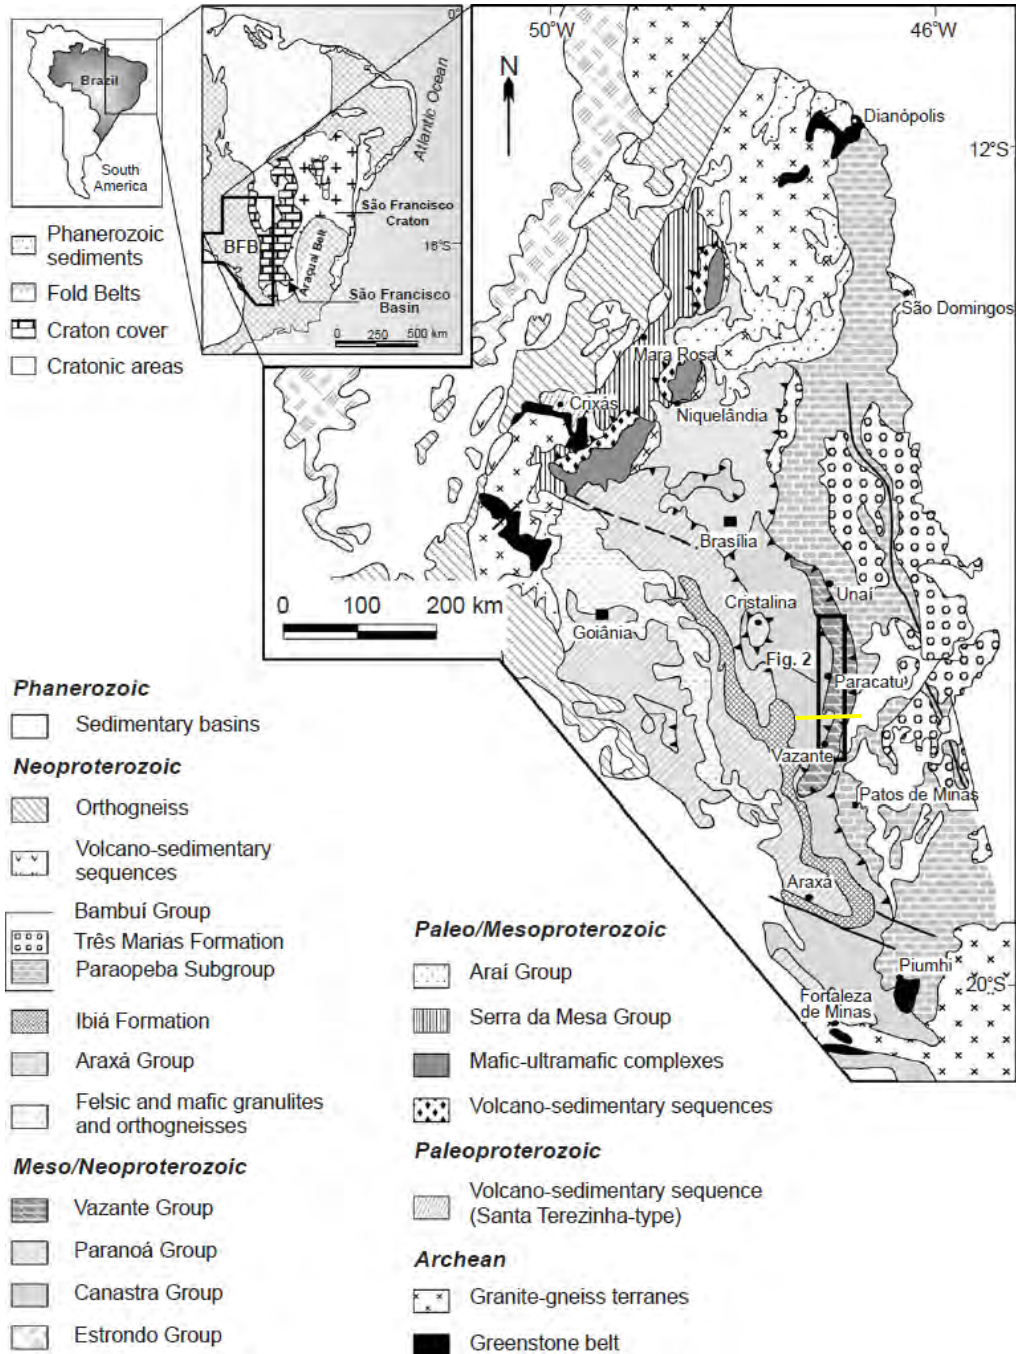 0°
50°W
46°W
Brazil
South
America
Atlantic Ocean
N
Dianópolis
12°S
São Francisco
Craton
BFB
16°S
Araçuaí Belt
São Francisco
Basin
0 250 500 km
Phanerozoic
sediments
Fold Belts
Craton cover
Cratonic areas
São Domingos
Mara Rosa
Crixás
Niquelândia
Brasília
Unaí
Cristalina
0 100 200 km
Goiânia
Fig. 2
Paracatu
Vazante
Patos de Minas
Araxá
Piumhi
20°S
Fortaleza
de Minas
Phanerozoic
Sedimentary basins
Neoproterozoic
Orthogneiss
Volcano-sedimentary
sequences
Bambuí Group
Três Marias Formation
Paraopeba Subgroup
Ibiá Formation
Araxá Group
Felsic and mafic granulites
and orthogneisses
Meso/Neoproterozoic
Vazante Group
Paranoá Group
Canastra Group
Estrondo Group
Paleo/Mesoproterozoic
Araí Group
Serra da Mesa Group
Mafic-ultramafic complexes
Volcano-sedimentary sequences
Paleoproterozoic
Volcano-sedimentary sequence
(Santa Terezinha-type)
Archean
Granite-gneiss terranes
Greenstone belt